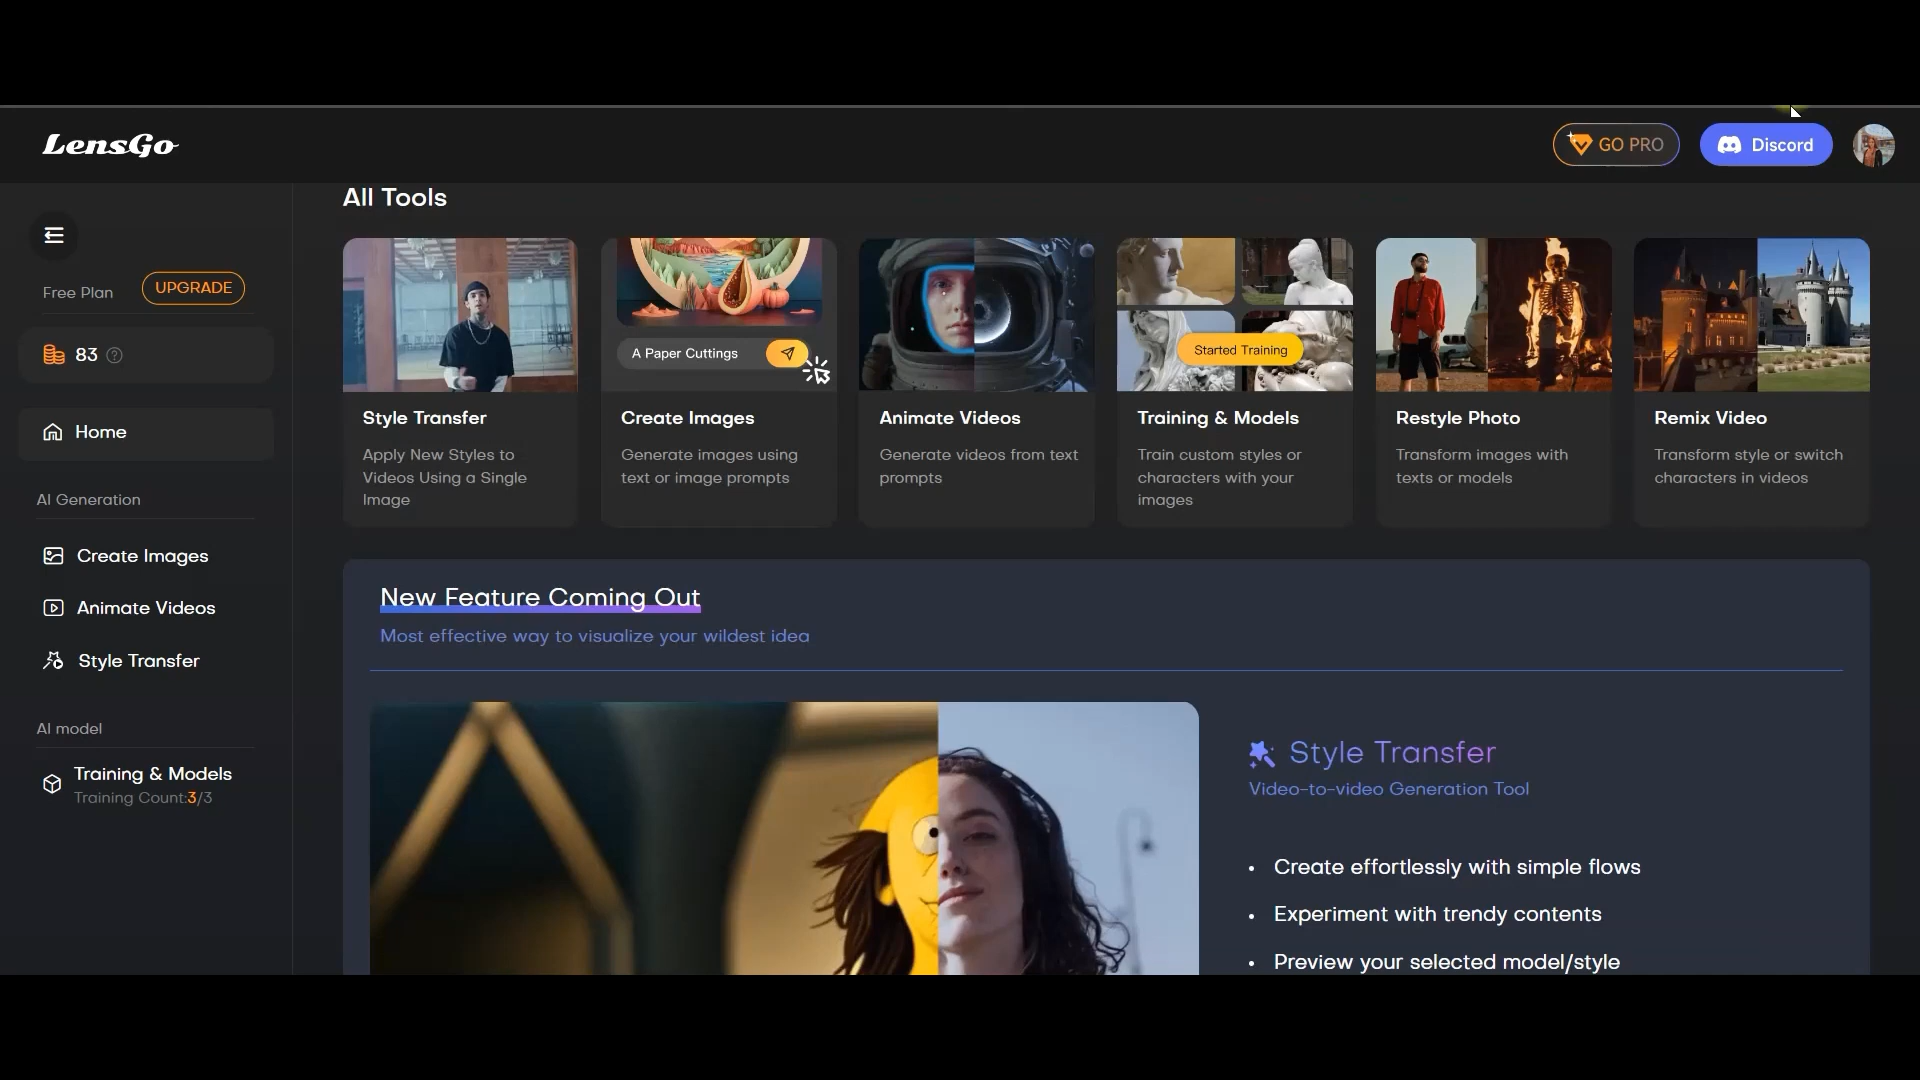 LensGo
GO PRO
Discord
All Tools
Free Plan
UPGRADE
83
Home
AI Generation
Create Images
Animate Videos
Style Transfer
AI model
Training & Models
Training Count:3/3
A Paper Cuttings
Started Training
Style Transfer
Apply New Styles to
Videos Using a Single
Image
Create Images
Generate images using
text or image prompts
Animate Videos
Generate videos from text
prompts
Training & Models
Train custom styles or
characters with your
images
Restyle Photo
Transform images with
texts or models
Remix Video
Transform style or switch
characters in videos
New Feature Coming Out
Most effective way to visualize your wildest idea
Style Transfer
Video-to-video Generation Tool
• Create effortlessly with simple flows
• Experiment with trendy contents
• Preview your selected model/style